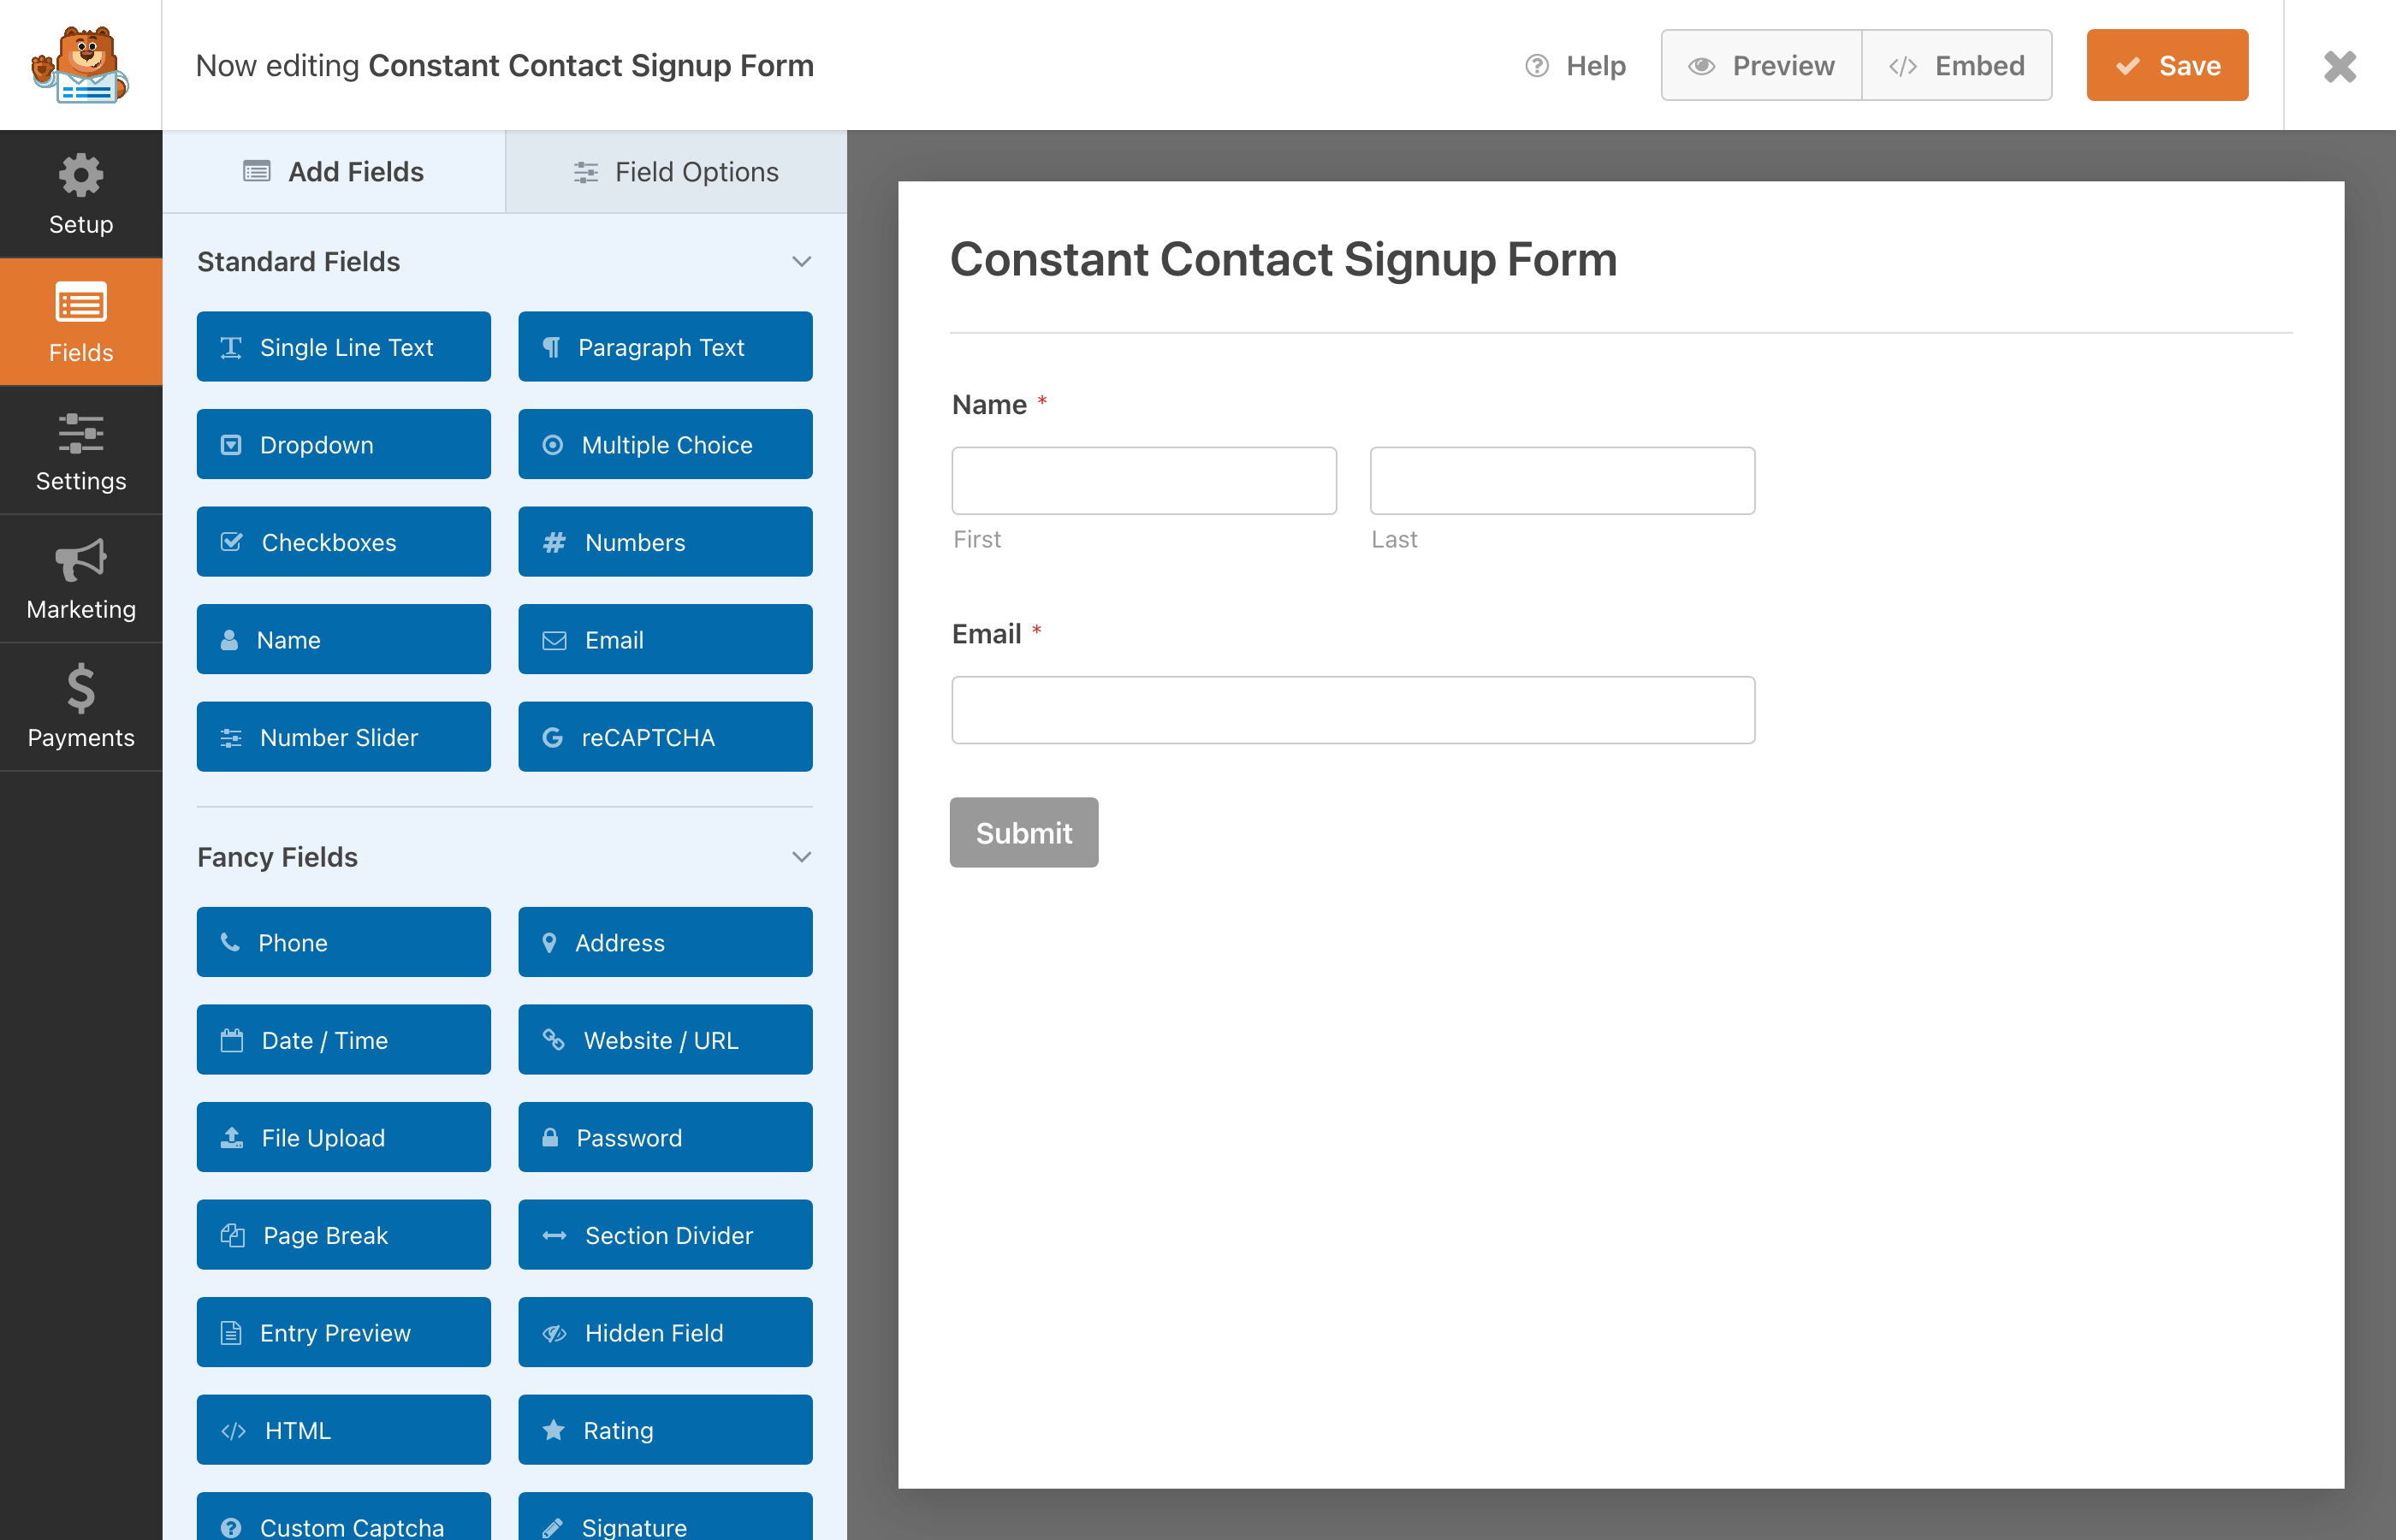 Now editing Constant Contact Signup Form
Help
Preview
Embed
Save
Setup
Fields
Settings
Marketing
Payments
Add Fields
Field Options
Standard Fields
Single Line Text
Paragraph Text
Dropdown
Multiple Choice
Checkboxes
Numbers
Name
Email
Number Slider
reCAPTCHA
Fancy Fields
Phone
Address
Date / Time
Website / URL
File Upload
Password
Page Break
Section Divider
Entry Preview
Hidden Field
HTML
Rating
Custom Captcha
Signature
Constant Contact Signup Form
Name *
First
Last
Email *
Submit